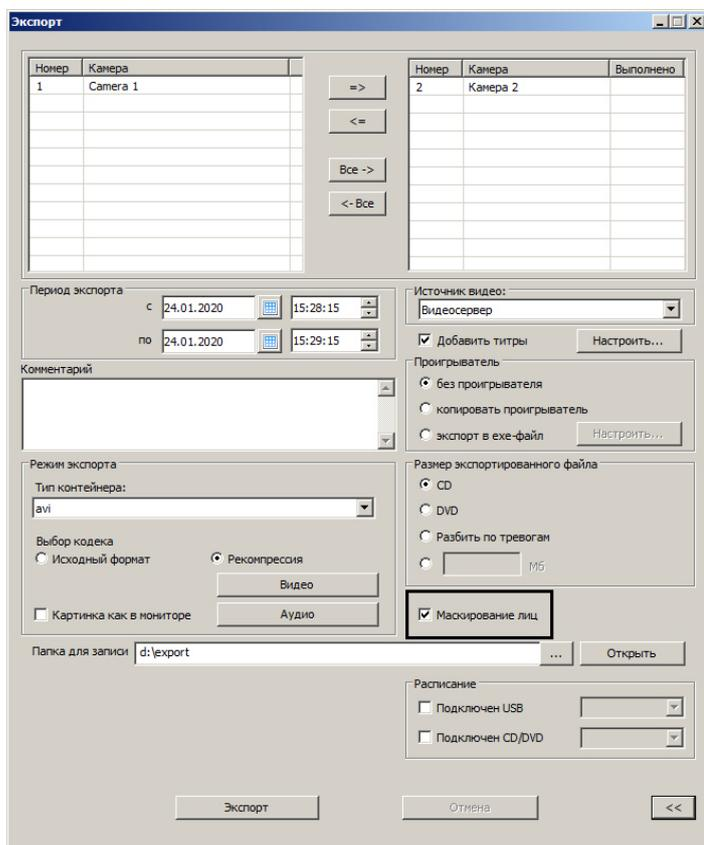 Экспорт
Номер Камера
1 Camera 1
=>
<=
Все ->
<- Все
Номер Камера Выполнено
2 Камера 2
Период экспорта
с 24.01.2020 15:28:15
по 24.01.2020 15:29:15
Источник видео:
Видеосервер
Добавить титры Настроить...
Комментарий
Проигрыватель
без проигрывателя
копировать проигрыватель
экспорт в exe-файл Настроить...
Режим экспорта
Тип контейнера:
avi
Выбор кодека
Исходный формат Рекомпрессия
Видео
Картинка как в мониторе Аудио
Размер экспортированного файла
CD
DVD
Разбить по тревогам
Мб
Маскирование лиц
Папка для записи d:\export ... Открыть
Расписание
Подключен USB
Подключен CD/DVD
Экспорт Отмена <<